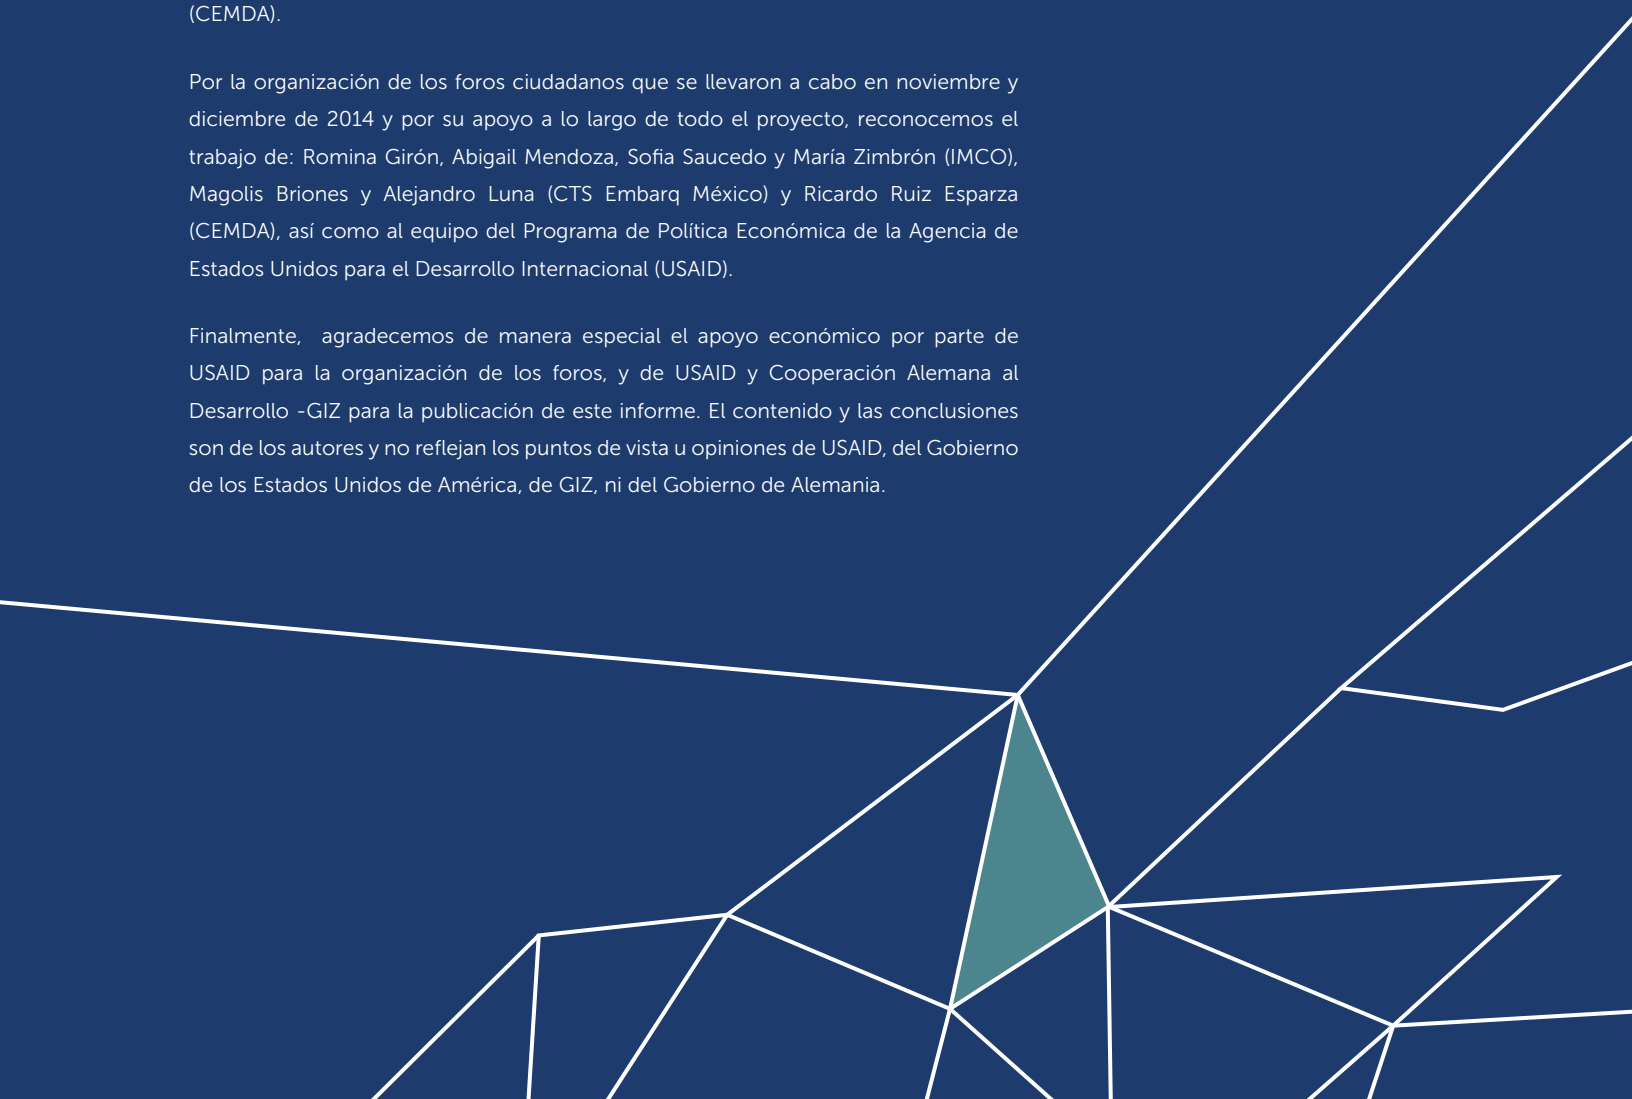 (CEMDA).
Por la organización de los foros ciudadanos que se llevaron a cabo en noviembre y
diciembre de 2014 y por su apoyo a lo largo de todo el proyecto, reconocemos el
trabajo de: Romina Girón, Abigail Mendoza, Sofia Saucedo y María Zimbrón (IMCO),
Magolis Briones y Alejandro Luna (CTS Embarq México) y Ricardo Ruiz Esparza
(CEMDA), así como al equipo del Programa de Política Económica de la Agencia de
Estados Unidos para el Desarrollo Internacional (USAID).
Finalmente, agradecemos de manera especial el apoyo económico por parte de
USAID para la organización de los foros, y de USAID y Cooperación Alemana al
Desarrollo -GIZ para la publicación de este informe. El contenido y las conclusiones
son de los autores y no reflejan los puntos de vista u opiniones de USAID, del Gobierno
de los Estados Unidos de América, de GIZ, ni del Gobierno de Alemania.